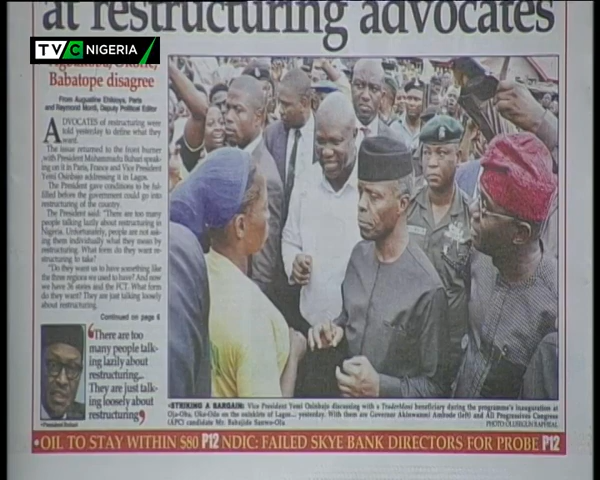 at restructuring advocates
TVC NIGERIA
Babatope disagree
From Augustine Ehikioya, Paris
and Raymond Mordi, Deputy Political Editor
ADVOCATES of restructuring were
told yesterday to define what they
want.
The issue returned to the front burner
with President Muhammadu Buhari speak-
ing on it in Paris, France and Vice President
Yemi Osinbajo addressing it in Lagos.
The President gave conditions to be ful-
filled before the government could go into
restructuring of the country.
The President said: "There are too many
people talking lazily about restructuring in
Nigeria. Unfortunately, people are not ask-
ing them individually what they mean by
restructuring. What form do they want re-
structuring to take?
"Do they want us to have something like
the three regions we used to have? And now
we have 36 states and the FCT. What form
do they want? They are just talking loosely
about restructuring.
Continued on page 6
'There are too
many people talk-
ing lazily about
restructuring...
They are just talk-
ing loosely about
restructuring'
•President Buhari
•STRIKING A BARGAIN: Vice President Yemi Osinbajo discussing with a TraderMoni beneficiary during the programme's inauguration at
Oja-Oba, Oke-Odo on the outskirts of Lagos... yesterday. With them are Governor Akinwunmi Ambode (left) and All Progressives Congress
(APC) candidate Mr. Babajide Sanwo-Olu
PHOTO: OLUSEGUN RAPHEAL
•OIL TO STAY WITHIN $80 P12 NDIC: FAILED SKYE BANK DIRECTORS FOR PROBE P12